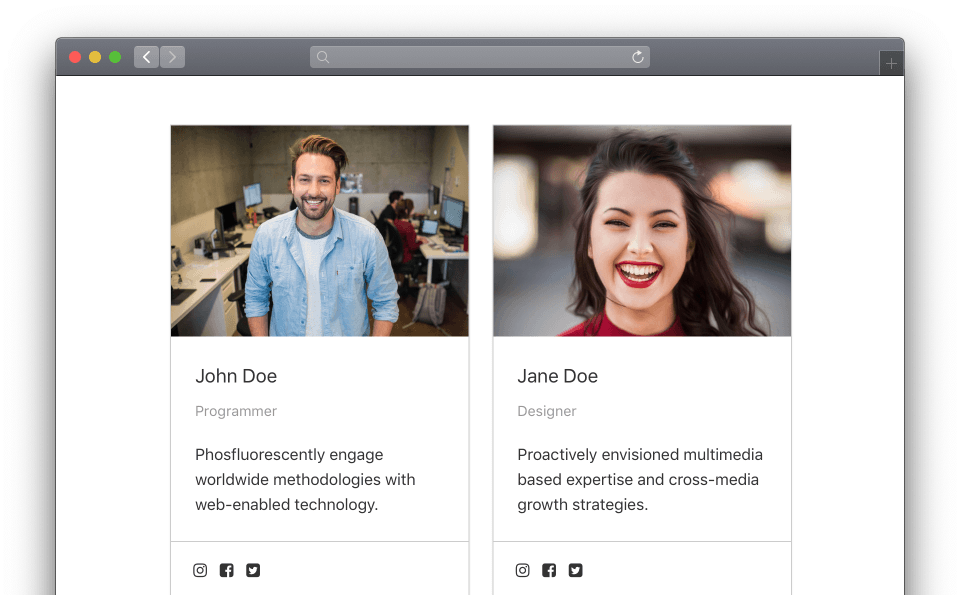 John Doe
Programmer
Phosfluorescently engage
worldwide methodologies with
web-enabled technology.
Jane Doe
Designer
Proactively envisioned multimedia
based expertise and cross-media
growth strategies.